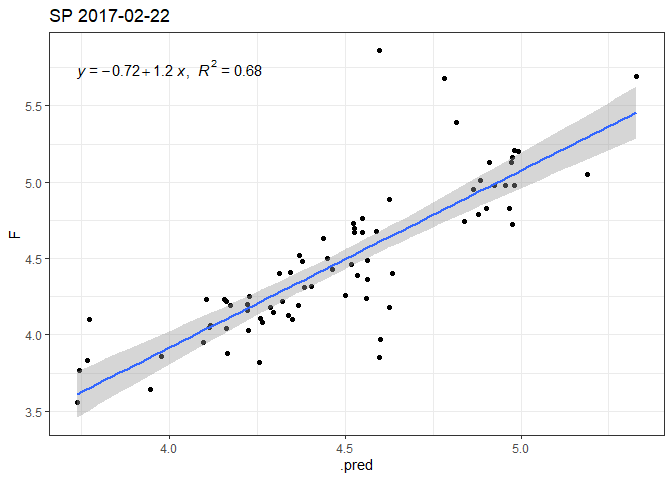 SP 2017-02-22
y = −0.72 + 1.2 x, R² = 0.68
F
5.5
5.0
4.5
4.0
3.5
4.0 4.5 5.0
.pred